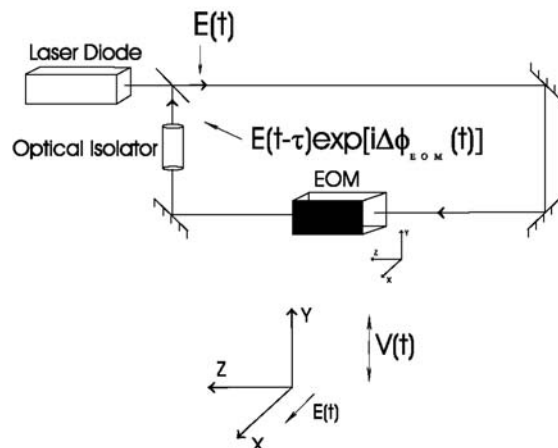 E(t)
Laser Diode
Optical Isolator
E(t-τ)exp[iΔϕ_EOM (t)]
EOM
Y
Z
X
Y
V(t)
Z
E(t)
X